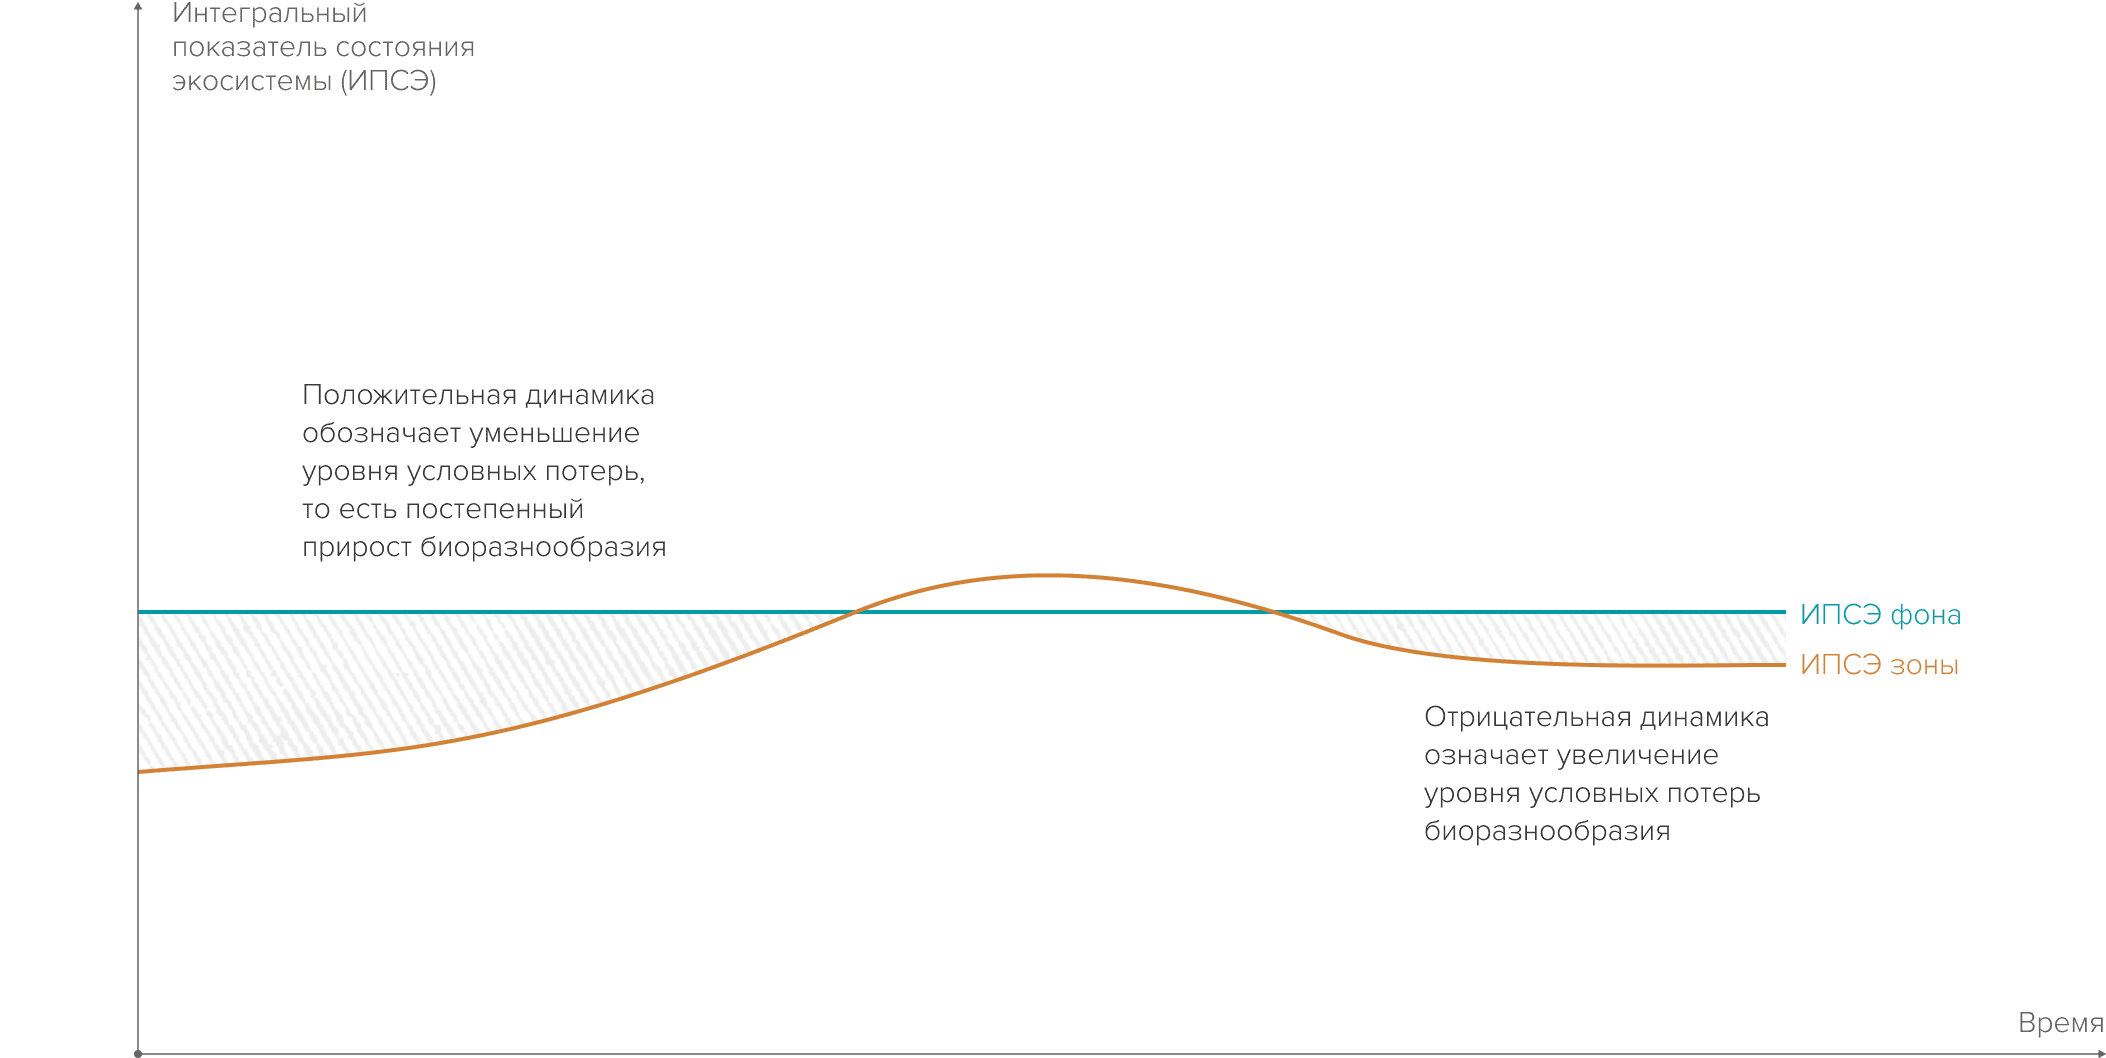 Интегральный
показатель состояния
экосистемы (ИПСЭ)
Положительная динамика
обозначает уменьшение
уровня условных потерь,
то есть постепенный
прирост биоразнообразия
ИПСЭ фона
ИПСЭ зоны
Отрицательная динамика
означает увеличение
уровня условных потерь
биоразнообразия
Время